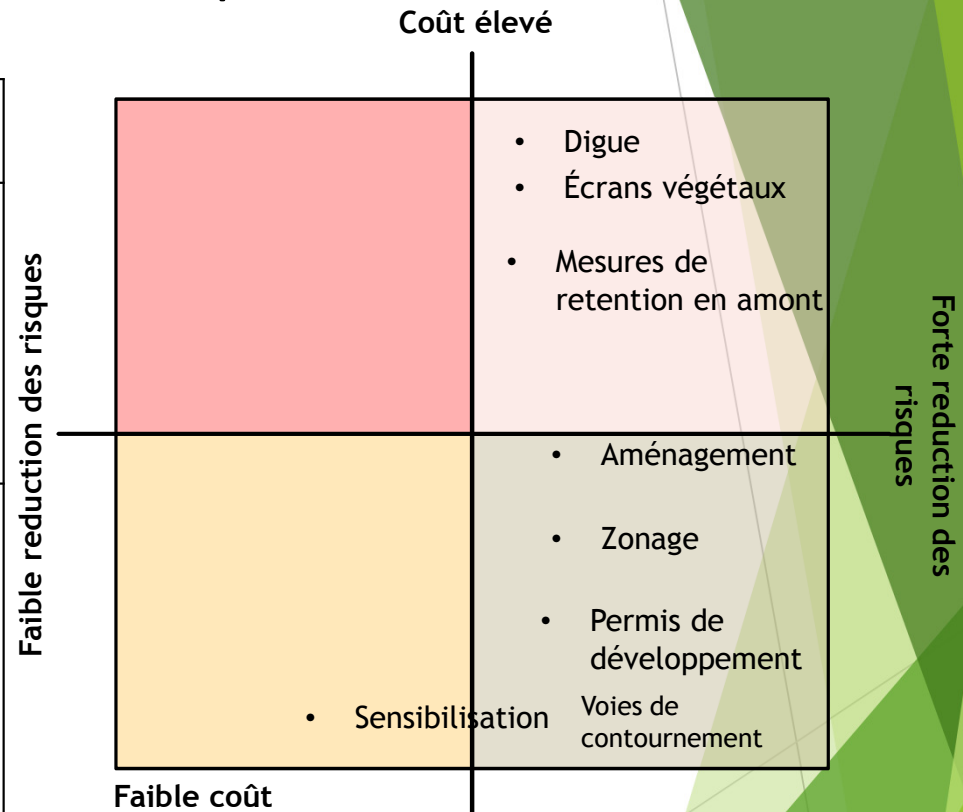 Coût élevé
Faible reduction des risques
• Digue
• Écrans végétaux
• Mesures de
retention en amont
Forte reduction des
risques
• Aménagement
• Zonage
• Permis de
développement
• Sensibilisation
Voies de
contournement
Faible coût